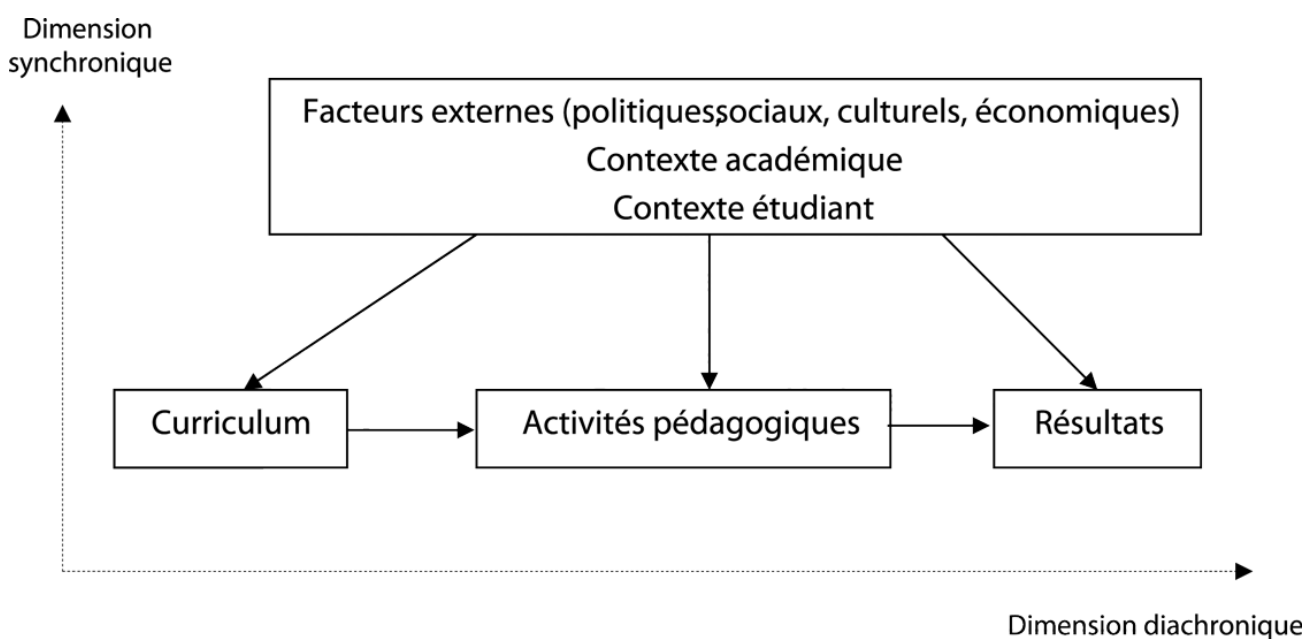 Dimension
synchronique
Facteurs externes (politiques,sociaux, culturels, économiques)
Contexte académique
Contexte étudiant
Curriculum
Activités pédagogiques
Résultats
Dimension diachronique